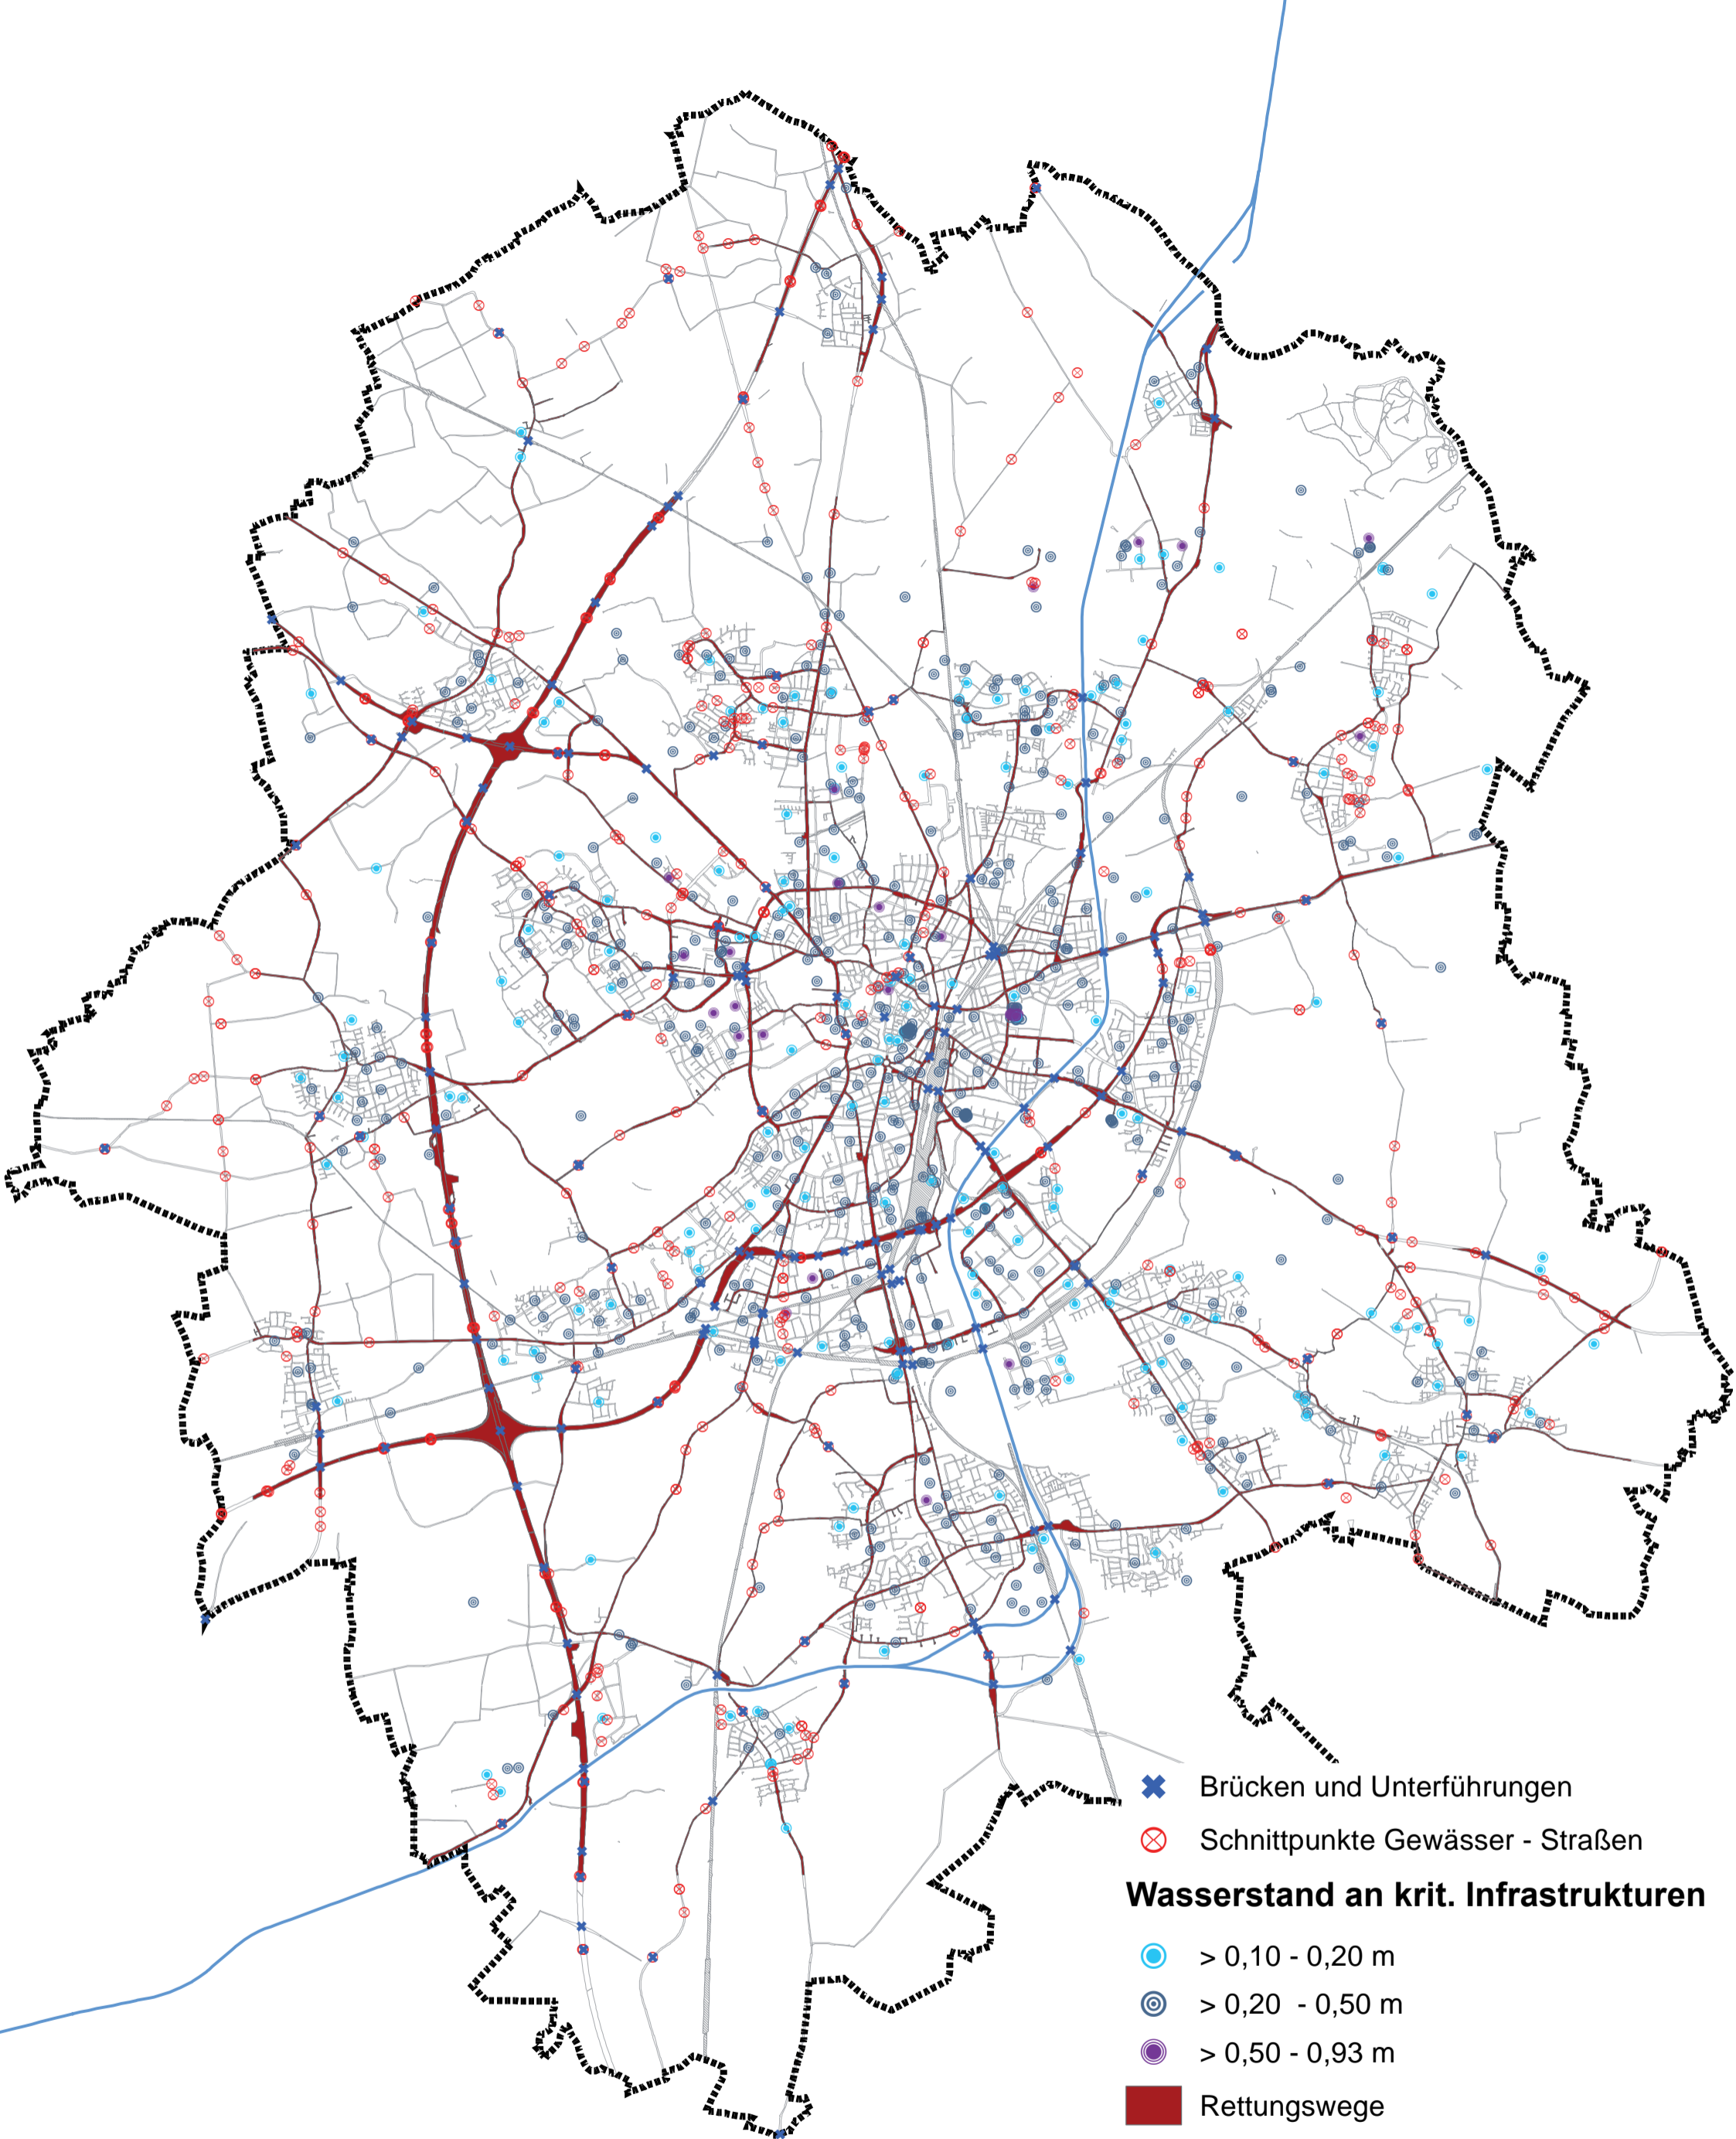 Brücken und Unterführungen
Schnittpunkte Gewässer - Straßen
Wasserstand an krit. Infrastrukturen
> 0,10 - 0,20 m
> 0,20 - 0,50 m
> 0,50 - 0,93 m
Rettungswege